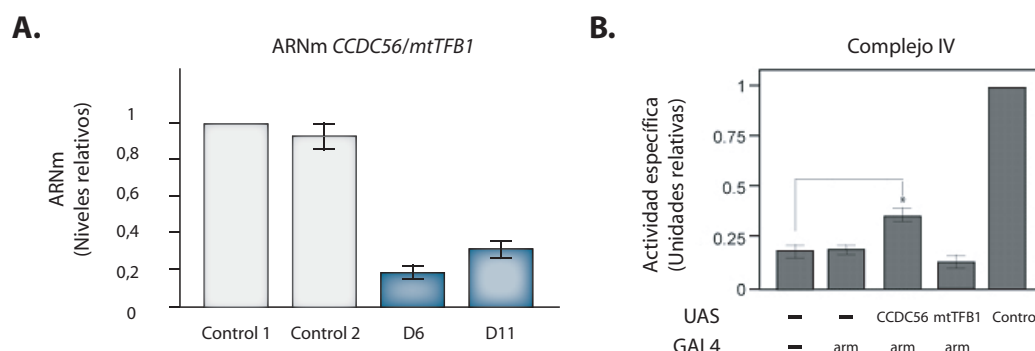 A.
ARNm CCDC56/mtTFB1
ARNm
(Niveles relativos)
1
0,8
0,6
0,4
0,2
0
Control 1 Control 2 D6 D11
B.
Complejo IV
Actividad específica
(Unidades relativas)
1
0.75
0.5
0.25
0
*
UAS - - CCDC56 mtTFB1
GAL4 - arm arm arm